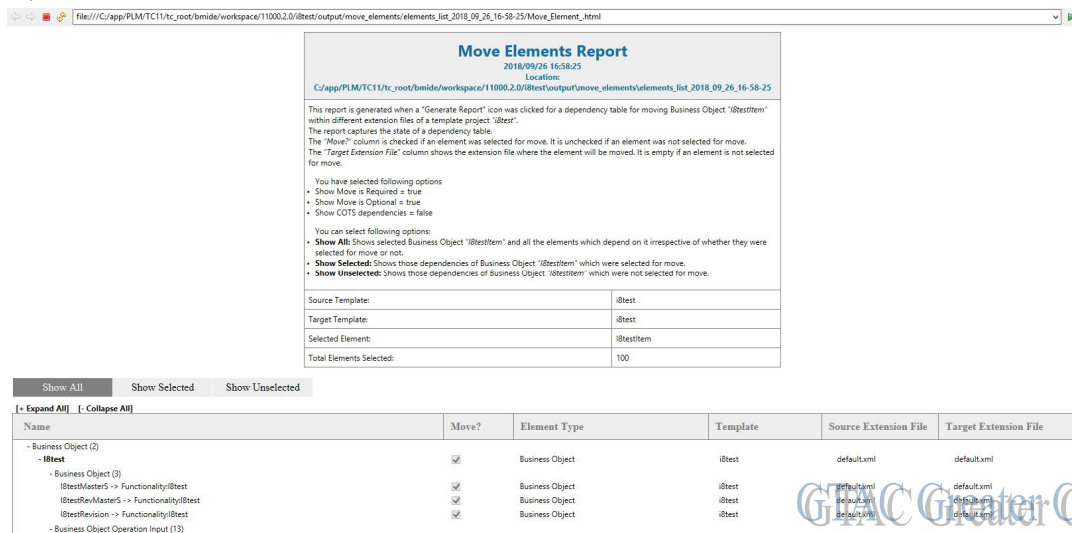 file:///C:/app/PLM/TC11/tc_root/bmide/workspace/11000.2.0/i8test/output/move_elements/elements_list_2018_09_26_16-58-25/Move_Element_.html
Move Elements Report
2018/09/26 16:58:25
Location:
C:/app/PLM/TC11/tc_root/bmide/workspace/11000.2.0/i8test\output\move_elements\elements_list_2018_09_26_16-58-25
This report is generated when a "Generate Report" icon was clicked for a dependency table for moving Business Object "I8testItem"
within different extension files of a template project "i8test".
The report captures the state of a dependency table.
The "Move?" column is checked if an element was selected for move. It is unchecked if an element was not selected for move.
The "Target Extension File" column shows the extension file where the element will be moved. It is empty if an element is not selected
for move.
You have selected following options
• Show Move is Required = true
• Show Move is Optional = true
• Show COTS dependencies = false
You can select following options:
• Show All: Shows selected Business Object "I8testItem" and all the elements which depend on it irrespective of whether they were
selected for move or not.
• Show Selected: Shows those dependencies of Business Object "I8testItem" which were selected for move.
• Show Unselected: Shows those dependencies of Business Object "I8testItem" which were not selected for move.
Source Template: i8test
Target Template: i8test
Selected Element: I8testItem
Total Elements Selected: 100
Show All Show Selected Show Unselected
[+ Expand All] [- Collapse All]
Name Move? Element Type Template Source Extension File Target Extension File
- Business Object (2)
- I8test Business Object i8test default.xml default.xml
- Business Object (3)
I8testMasterS -> Functionality:I8test Business Object i8test default.xml default.xml
I8testRevMasterS -> Functionality:I8test Business Object i8test default.xml default.xml
I8testRevision -> Functionality:I8test Business Object i8test default.xml default.xml
- Business Object Operation Input (13)
GTAC Greater